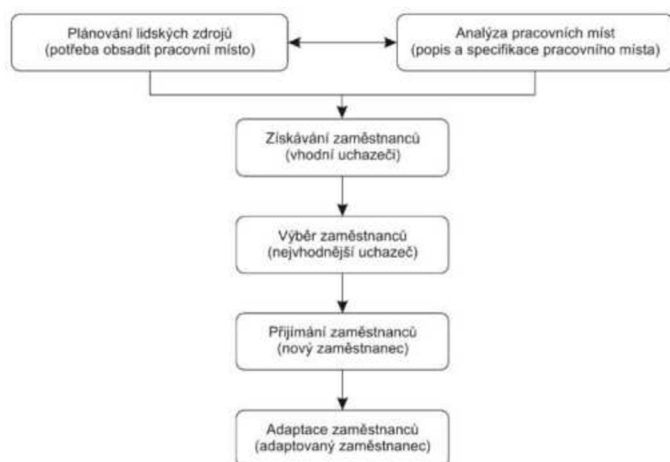 Plánování lidských zdrojů
(potřeba obsadit pracovní místo)
Analýza pracovních míst
(popis a specifikace pracovního místa)
Získávání zaměstnanců
(vhodní uchazeči)
Výběr zaměstnanců
(nejvhodnější uchazeč)
Přijímání zaměstnanců
(nový zaměstnanec)
Adaptace zaměstnanců
(adaptovaný zaměstnanec)